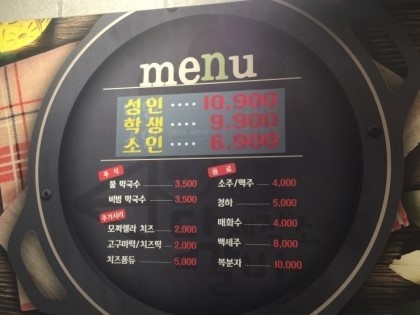 menu
성인 .... 10,900
학생 .... 9,900
소인 .... 6,900
주 식
물 막국수 3,500
비빔 막국수 3,500
추가사리
모짜렐라 치즈 2,000
고구마떡/치즈떡 2,000
치즈퐁듀 5,000
음 료
소주/맥주 4,000
청하 5,000
매화수 4,000
백세주 8,000
복분자 10,000